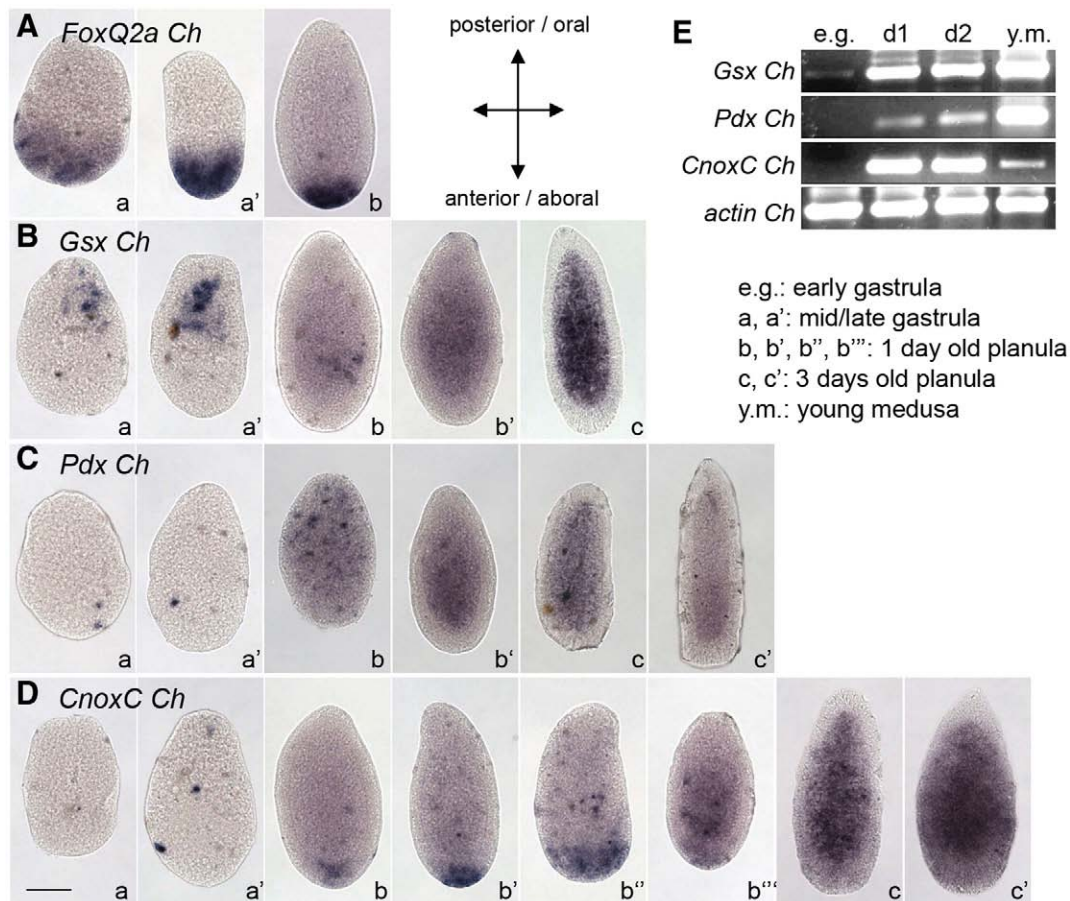 A FoxQ2a Ch
a a' b
posterior / oral
anterior / aboral
B Gsx Ch
a a' b b' c
C Pdx Ch
a a' b b' c c'
D CnoxC Ch
a a' b b' b'' b''' c c'
E e.g. d1 d2 y.m.
Gsx Ch
Pdx Ch
CnoxC Ch
actin Ch
e.g.: early gastrula
a, a': mid/late gastrula
b, b', b'', b''': 1 day old planula
c, c': 3 days old planula
y.m.: young medusa